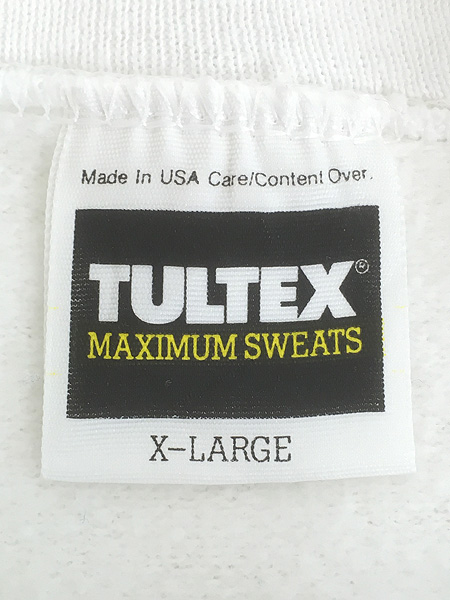 Made In USA Care/Content Over.
TULTEX®
MAXIMUM SWEATS
X-LARGE